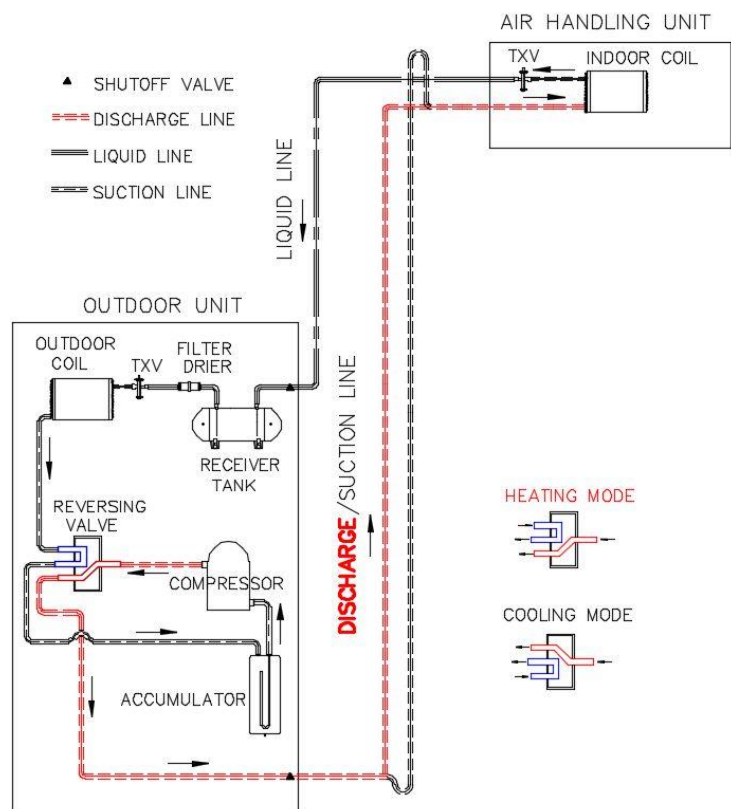 AIR HANDLING UNIT
TXV
INDOOR COIL
SHUTOFF VALVE
DISCHARGE LINE
LIQUID LINE
SUCTION LINE
LIQUID LINE
OUTDOOR UNIT
OUTDOOR
COIL
TXV
FILTER
DRIER
RECEIVER
TANK
DISCHARGE/SUCTION LINE
REVERSING
VALVE
COMPRESSOR
ACCUMULATOR
HEATING MODE
COOLING MODE